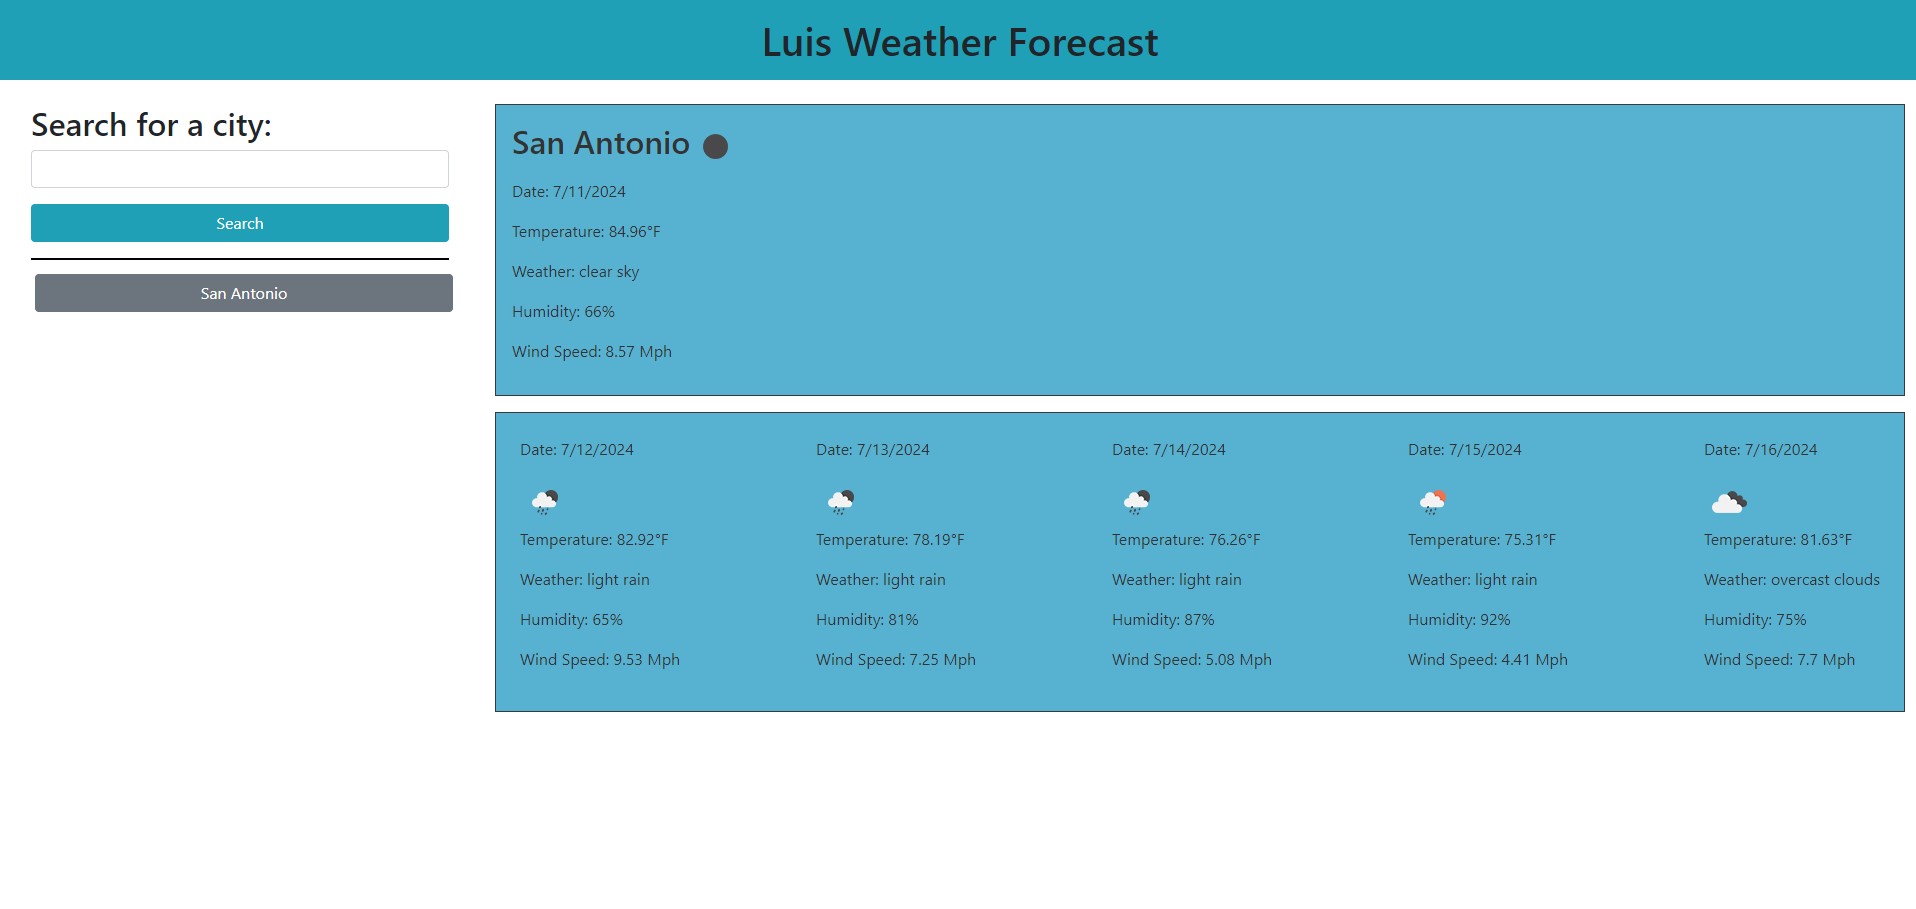 Luis Weather Forecast
Search for a city:
Search
San Antonio
San Antonio
Date: 7/11/2024
Temperature: 84.96°F
Weather: clear sky
Humidity: 66%
Wind Speed: 8.57 Mph
Date: 7/12/2024
Temperature: 82.92°F
Weather: light rain
Humidity: 65%
Wind Speed: 9.53 Mph
Date: 7/13/2024
Temperature: 78.19°F
Weather: light rain
Humidity: 81%
Wind Speed: 7.25 Mph
Date: 7/14/2024
Temperature: 76.26°F
Weather: light rain
Humidity: 87%
Wind Speed: 5.08 Mph
Date: 7/15/2024
Temperature: 75.31°F
Weather: light rain
Humidity: 92%
Wind Speed: 4.41 Mph
Date: 7/16/2024
Temperature: 81.63°F
Weather: overcast clouds
Humidity: 75%
Wind Speed: 7.7 Mph